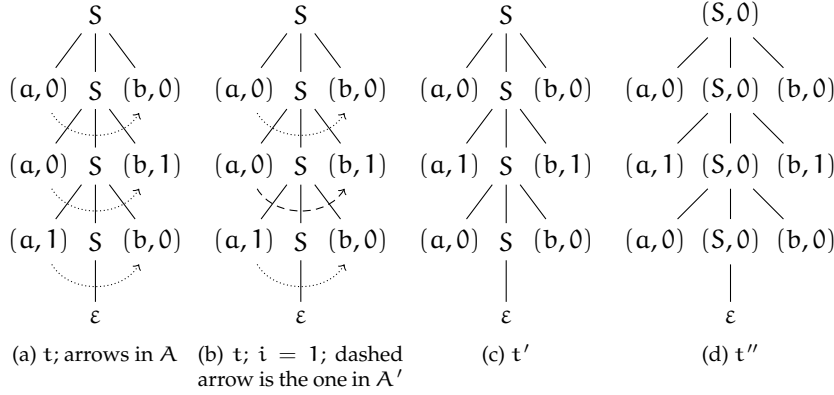 S S S (S, 0)
(a, 0) S (b, 0) (a, 0) S (b, 0) (a, 0) S (b, 0) (a, 0) (S, 0) (b, 0)
(a, 0) S (b, 1) (a, 0) S (b, 1) (a, 1) S (b, 1) (a, 1) (S, 0) (b, 1)
(a, 1) S (b, 0) (a, 1) S (b, 0) (a, 0) S (b, 0) (a, 0) (S, 0) (b, 0)
ε ε ε ε
(a) t; arrows in A
(b) t; i = 1; dashed
arrow is the one in A′
(c) t′
(d) t′′